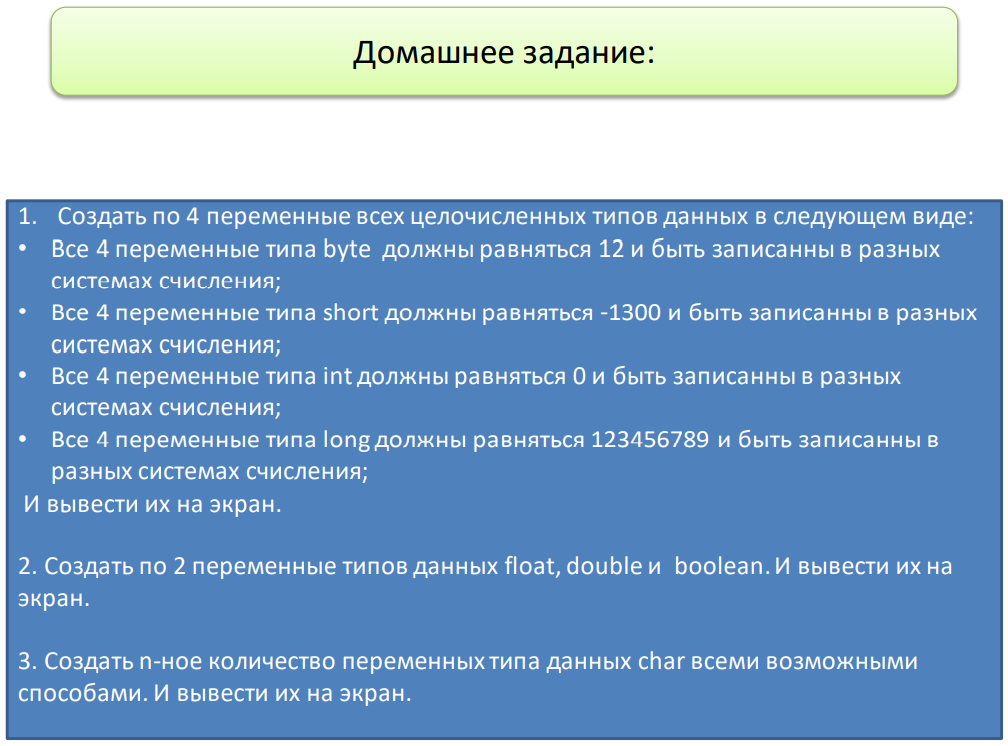 Домашнее задание:
1. Создать по 4 переменные всех целочисленных типов данных в следующем виде:
• Все 4 переменные типа byte должны равняться 12 и быть записанны в разных
системах счисления;
• Все 4 переменные типа short должны равняться -1300 и быть записанны в разных
системах счисления;
• Все 4 переменные типа int должны равняться 0 и быть записанны в разных
системах счисления;
• Все 4 переменные типа long должны равняться 123456789 и быть записанны в
разных системах счисления;
И вывести их на экран.
2. Создать по 2 переменные типов данных float, double и boolean. И вывести их на
экран.
3. Создать n-ное количество переменных типа данных char всеми возможными
способами. И вывести их на экран.